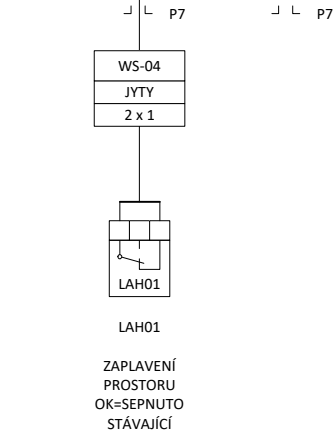 P7 P7
WS-04
JYTY
2 x 1
LAH01
LAH01
ZAPLAVENÍ
PROSTORU
OK=SEPNUTO
STÁVAJÍCÍ